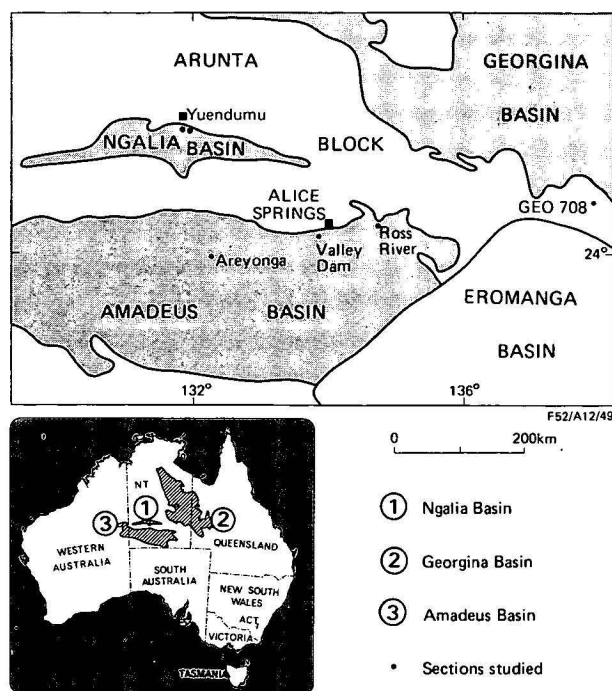 ARUNTA
GEORGINA
BASIN
Yuendumu
NGALIA BASIN
BLOCK
ALICE
SPRINGS
GEO 708
Ross
River
Valley
Dam
Areyonga
24°
AMADEUS BASIN
EROMANGA
BASIN
132°
136°
F52/A12/49
0 200km
NT
1
2
3
WESTERN
AUSTRALIA
QUEENSLAND
SOUTH
AUSTRALIA
NEW SOUTH
WALES
ACT
VICTORIA
TASMANIA
1 Ngalia Basin
2 Georgina Basin
3 Amadeus Basin
• Sections studied